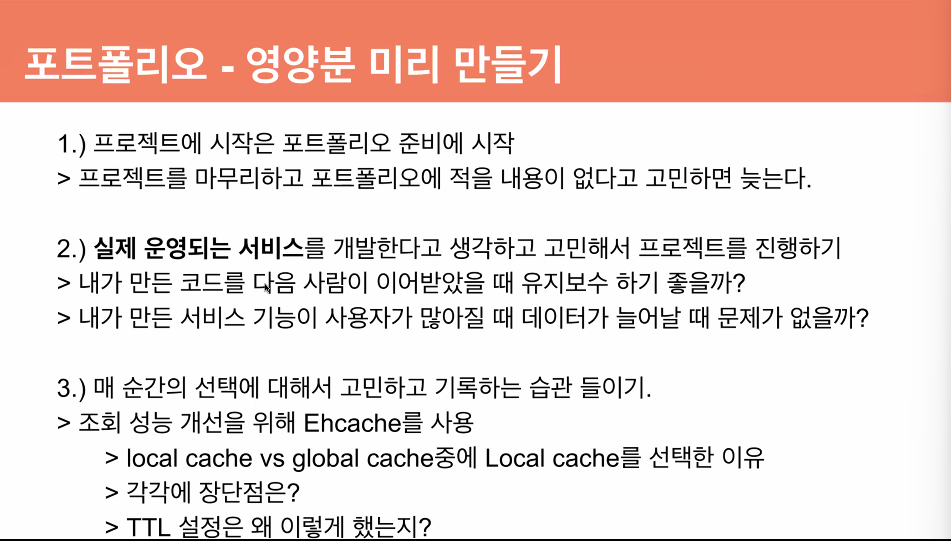 포트폴리오 - 영양분 미리 만들기
1.) 프로젝트에 시작은 포트폴리오 준비에 시작
> 프로젝트를 마무리하고 포트폴리오에 적을 내용이 없다고 고민하면 늦는다.
2.) 실제 운영되는 서비스를 개발한다고 생각하고 고민해서 프로젝트를 진행하기
> 내가 만든 코드를 다음 사람이 이어받았을 때 유지보수 하기 좋을까?
> 내가 만든 서비스 기능이 사용자가 많아질 때 데이터가 늘어날 때 문제가 없을까?
3.) 매 순간의 선택에 대해서 고민하고 기록하는 습관 들이기.
> 조회 성능 개선을 위해 Ehcache를 사용
> local cache vs global cache중에 Local cache를 선택한 이유
> 각각에 장단점은?
> TTL 설정은 왜 이렇게 했는지?